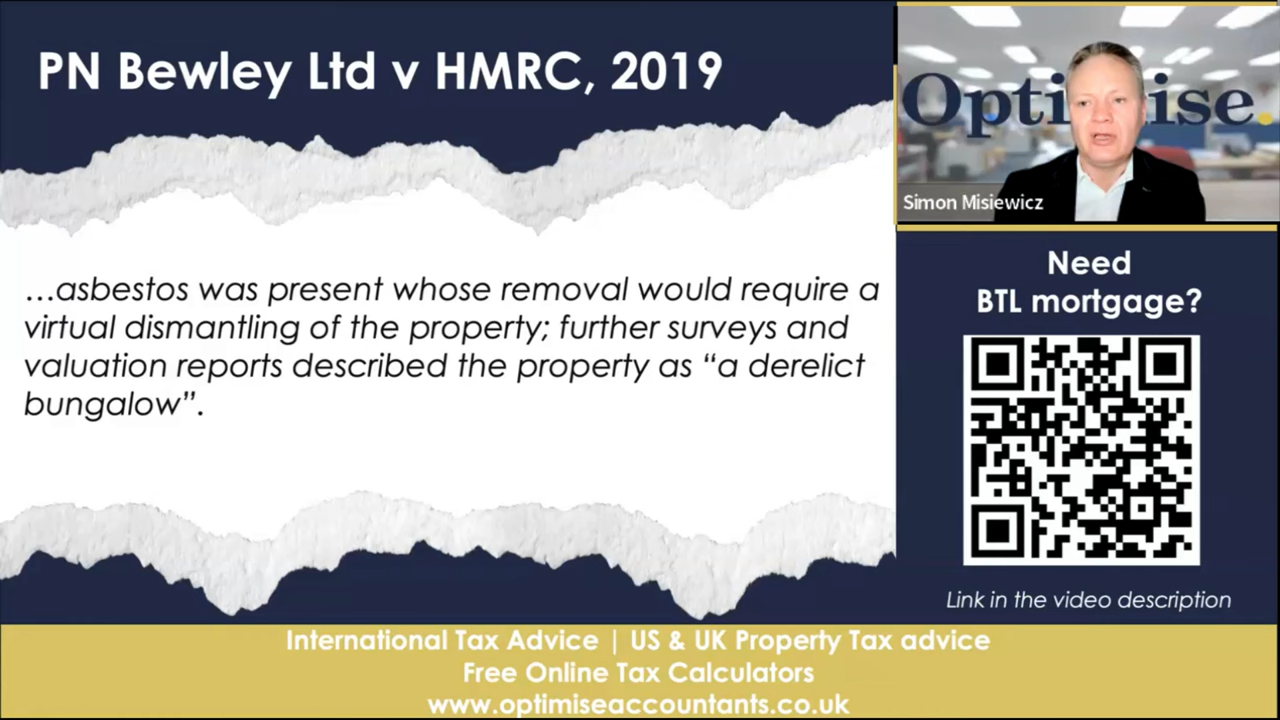 PN Bewley Ltd v HMRC, 2019
…asbestos was present whose removal would require a
virtual dismantling of the property; further surveys and
valuation reports described the property as “a derelict
bungalow”.
Simon Misiewicz
Need
BTL mortgage?
Link in the video description
International Tax Advice | US & UK Property Tax advice
Free Online Tax Calculators
www.optimiseaccountants.co.uk